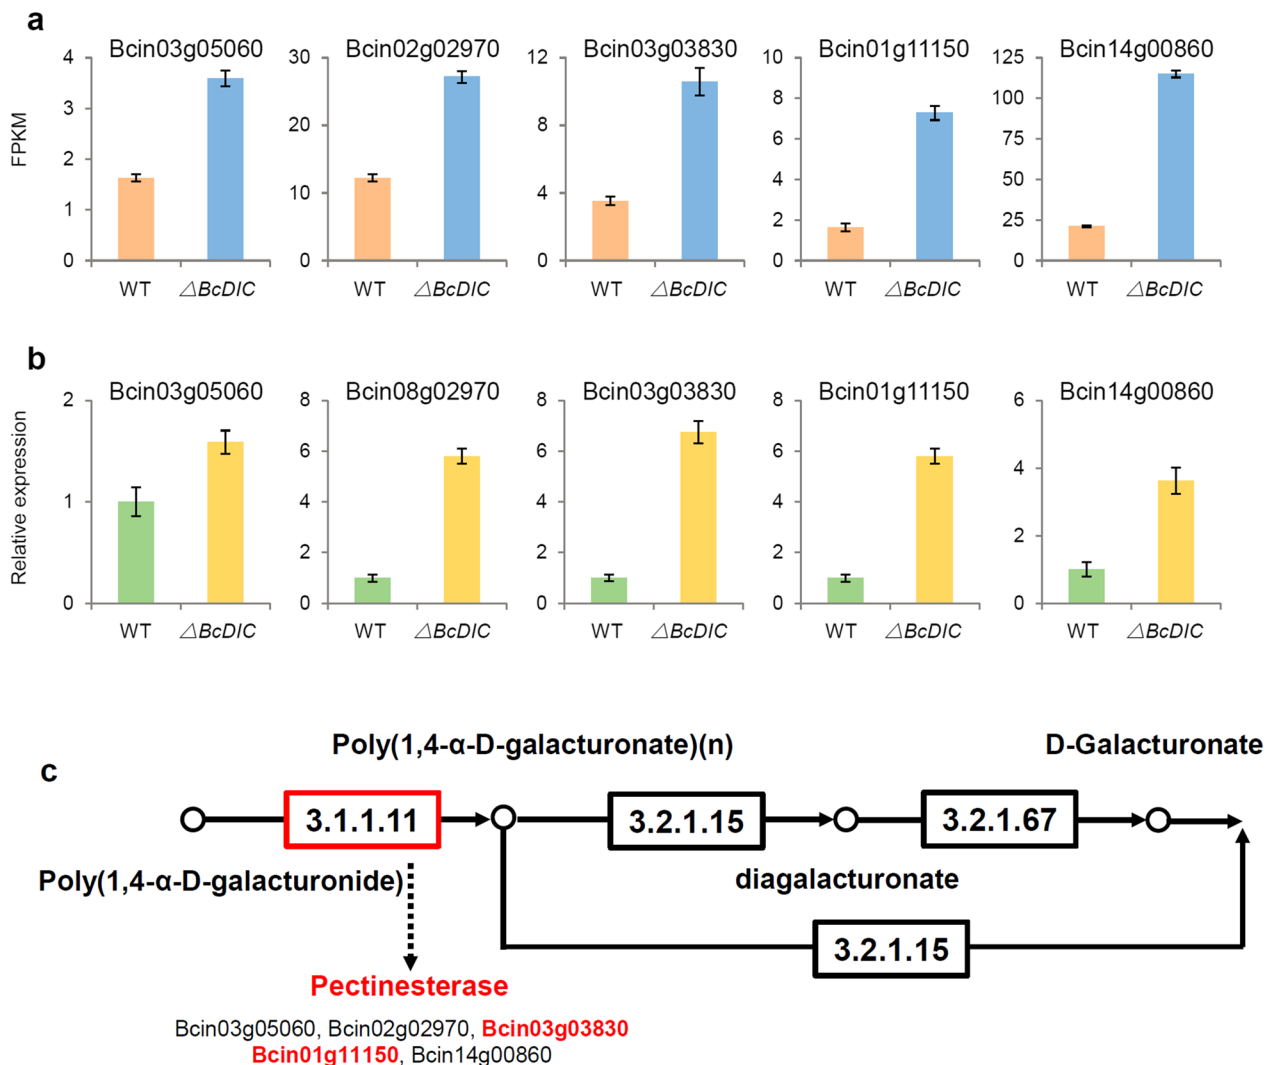 a
Bcin03g05060 Bcin02g02970 Bcin03g03830 Bcin01g11150 Bcin14g00860
FPKM
4 3 2 1 0
30 20 10 0
12 8 4 0
10 8 6 4 2 0
125 100 75 50 25 0
WT △BcDIC WT △BcDIC WT △BcDIC WT △BcDIC WT △BcDIC
b
Bcin03g05060 Bcin08g02970 Bcin03g03830 Bcin01g11150 Bcin14g00860
Relative expression
2 1 0
8 6 4 2 0
8 6 4 2 0
8 6 4 2 0
6 4 2 0
WT △BcDIC WT △BcDIC WT △BcDIC WT △BcDIC WT △BcDIC
c
Poly(1,4-α-D-galacturonate)(n) D-Galacturonate
3.1.1.11 3.2.1.15 3.2.1.67
Poly(1,4-α-D-galacturonide) diagalacturonate
3.2.1.15
Pectinesterase
Bcin03g05060, Bcin02g02970, Bcin03g03830
Bcin01g11150, Bcin14g00860